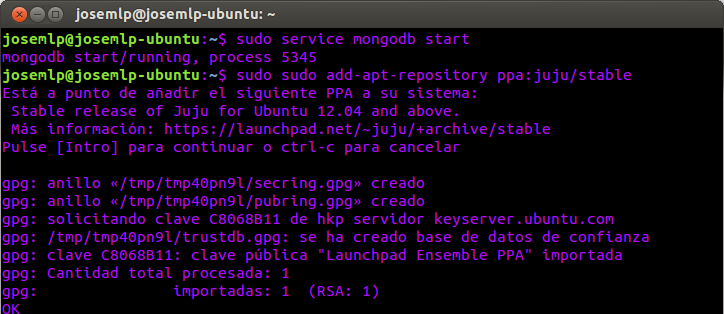 josemlp@josemlp-ubuntu: ~
josemlp@josemlp-ubuntu:~$ sudo service mongodb start
mongodb start/running, process 5345
josemlp@josemlp-ubuntu:~$ sudo sudo add-apt-repository ppa:juju/stable
Está a punto de añadir el siguiente PPA a su sistema:
 Stable release of Juju for Ubuntu 12.04 and above.
 Más información: https://launchpad.net/~juju/+archive/stable
Pulse [Intro] para continuar o ctrl-c para cancelar

gpg: anillo «/tmp/tmp40pn9l/secring.gpg» creado
gpg: anillo «/tmp/tmp40pn9l/pubring.gpg» creado
gpg: solicitando clave C8068B11 de hkp servidor keyserver.ubuntu.com
gpg: /tmp/tmp40pn9l/trustdb.gpg: se ha creado base de datos de confianza
gpg: clave C8068B11: clave pública "Launchpad Ensemble PPA" importada
gpg: Cantidad total procesada: 1
gpg:               importadas: 1  (RSA: 1)
OK